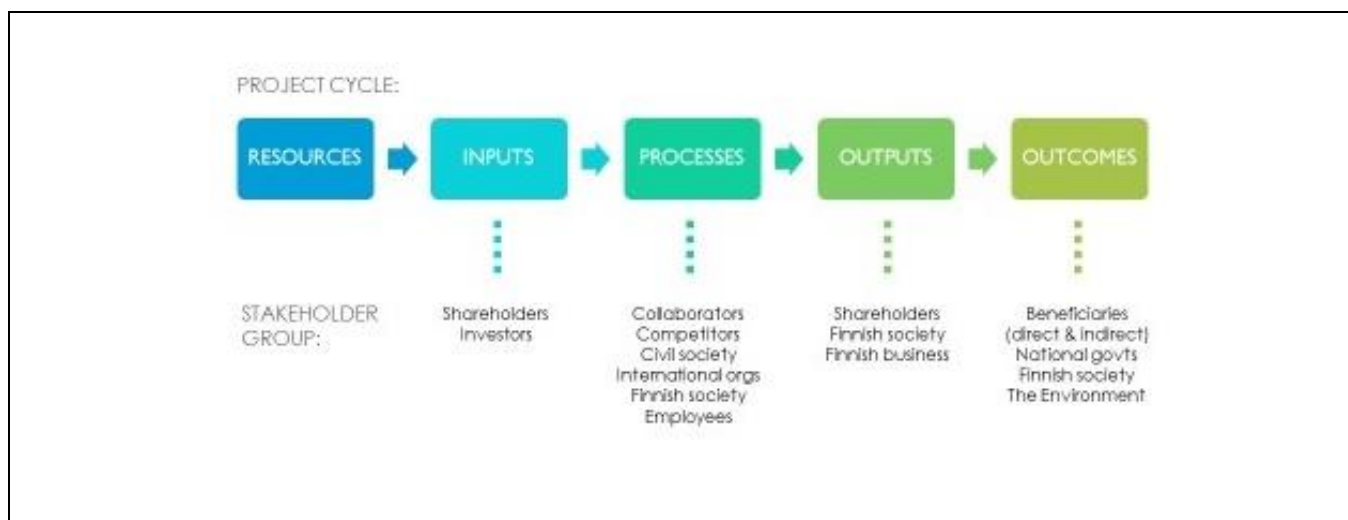 PROJECT CYCLE:
RESOURCES
INPUTS
PROCESSES
OUTPUTS
OUTCOMES
STAKEHOLDER
GROUP:
Shareholders
Investors
Collaborators
Competitors
Civil society
International orgs
Finnish society
Employees
Shareholders
Finnish society
Finnish business
Beneficiaries
(direct & indirect)
National govts
Finnish society
The Environment